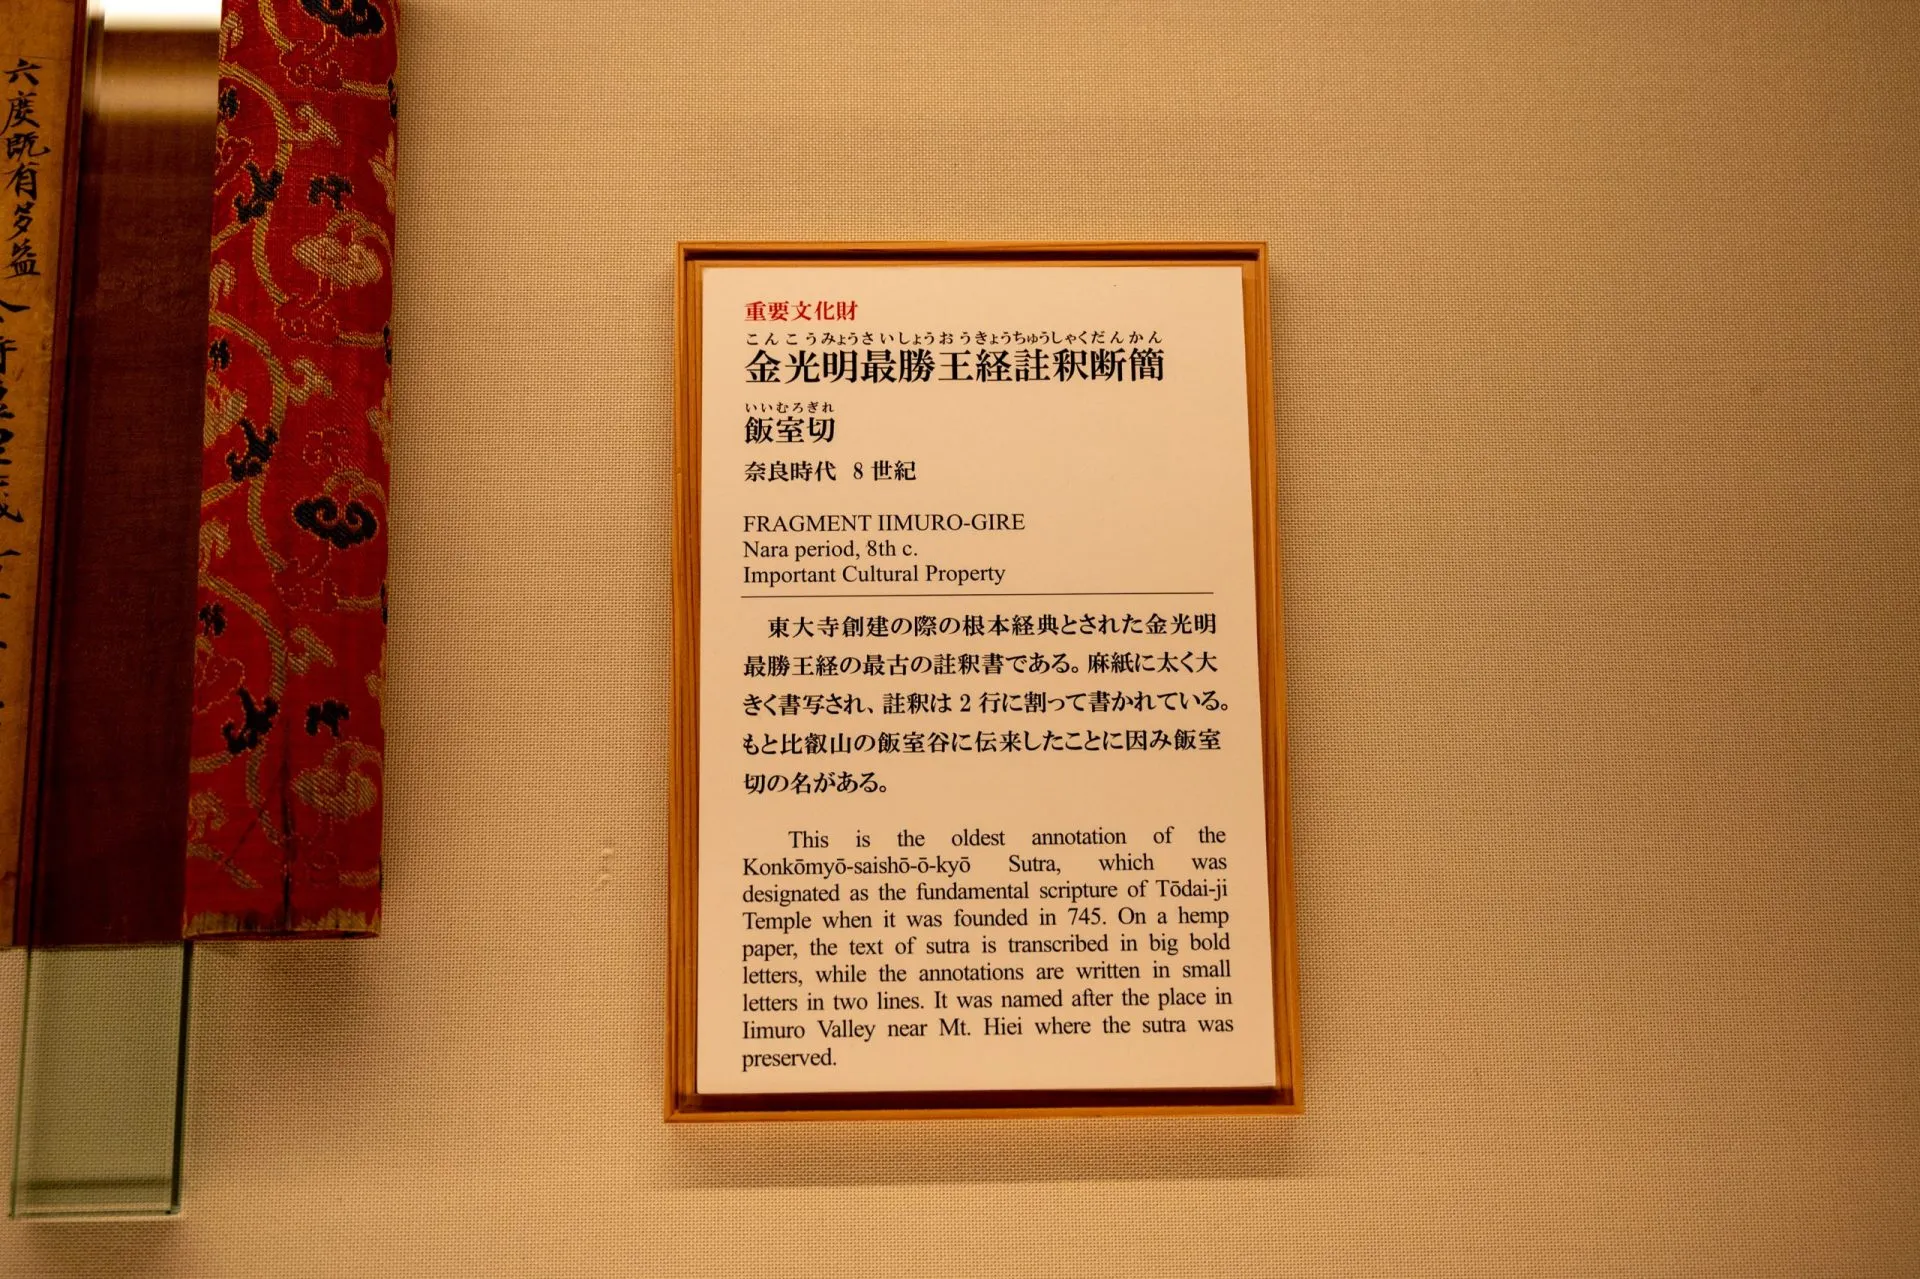 重要文化財
こんこうみょうさいしょうおうきょうちゅうしゃくだんかん
金光明最勝王経註釈断簡
いいむろぎれ
飯室切
奈良時代 8世紀
FRAGMENT IIMURO-GIRE
Nara period, 8th c.
Important Cultural Property
東大寺創建の際の根本経典とされた金光明
最勝王経の最古の註釈書である。麻紙に太く大
きく書写され、註釈は2行に割って書かれている。
もと比叡山の飯室谷に伝来したことに因み飯室
切の名がある。
This is the oldest annotation of the
Konkōmyō-saishō-ō-kyō Sutra, which was
designated as the fundamental scripture of Tōdai-ji
Temple when it was founded in 745. On a hemp
paper, the text of sutra is transcribed in big bold
letters, while the annotations are written in small
letters in two lines. It was named after the place in
Iimuro Valley near Mt. Hiei where the sutra was
preserved.
六度既有多益